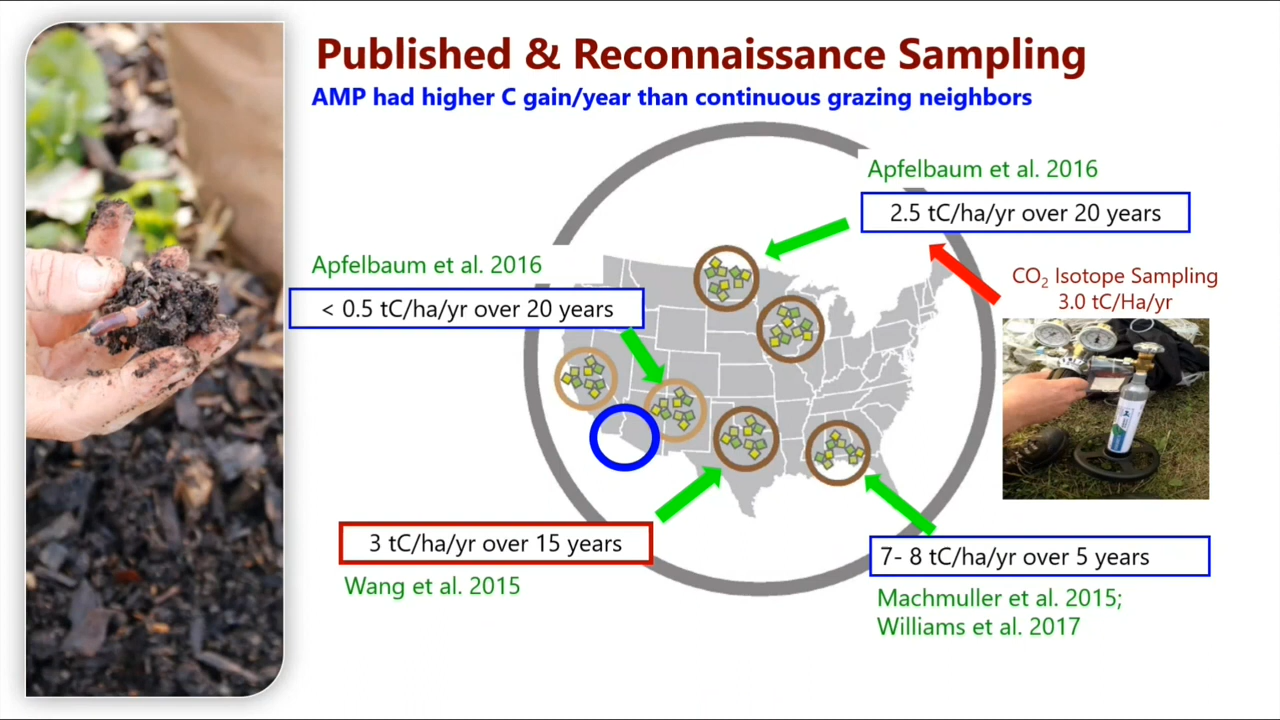 Published & Reconnaissance Sampling
AMP had higher C gain/year than continuous grazing neighbors
Apfelbaum et al. 2016
2.5 tC/ha/yr over 20 years
Apfelbaum et al. 2016
< 0.5 tC/ha/yr over 20 years
CO₂ Isotope Sampling
3.0 tC/Ha/yr
3 tC/ha/yr over 15 years
Wang et al. 2015
7- 8 tC/ha/yr over 5 years
Machmuller et al. 2015;
Williams et al. 2017